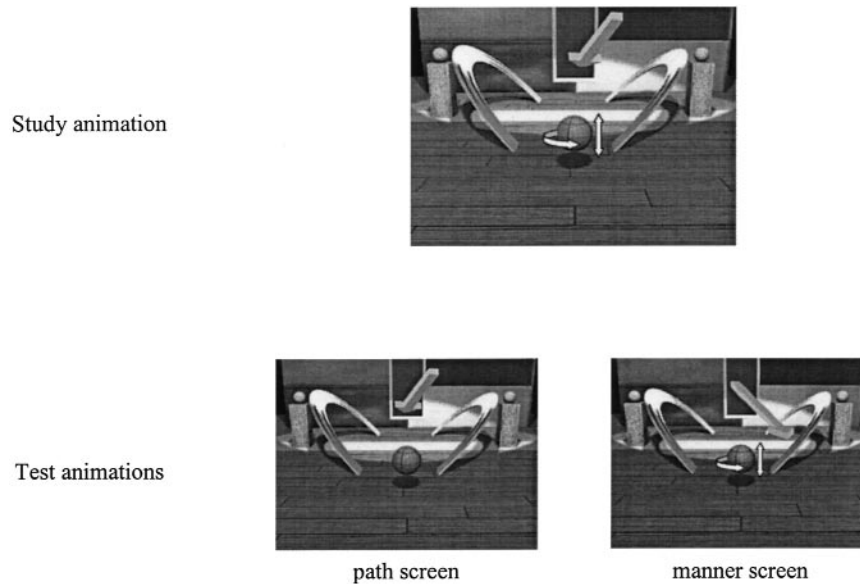 Study animation
Test animations
path screen
manner screen